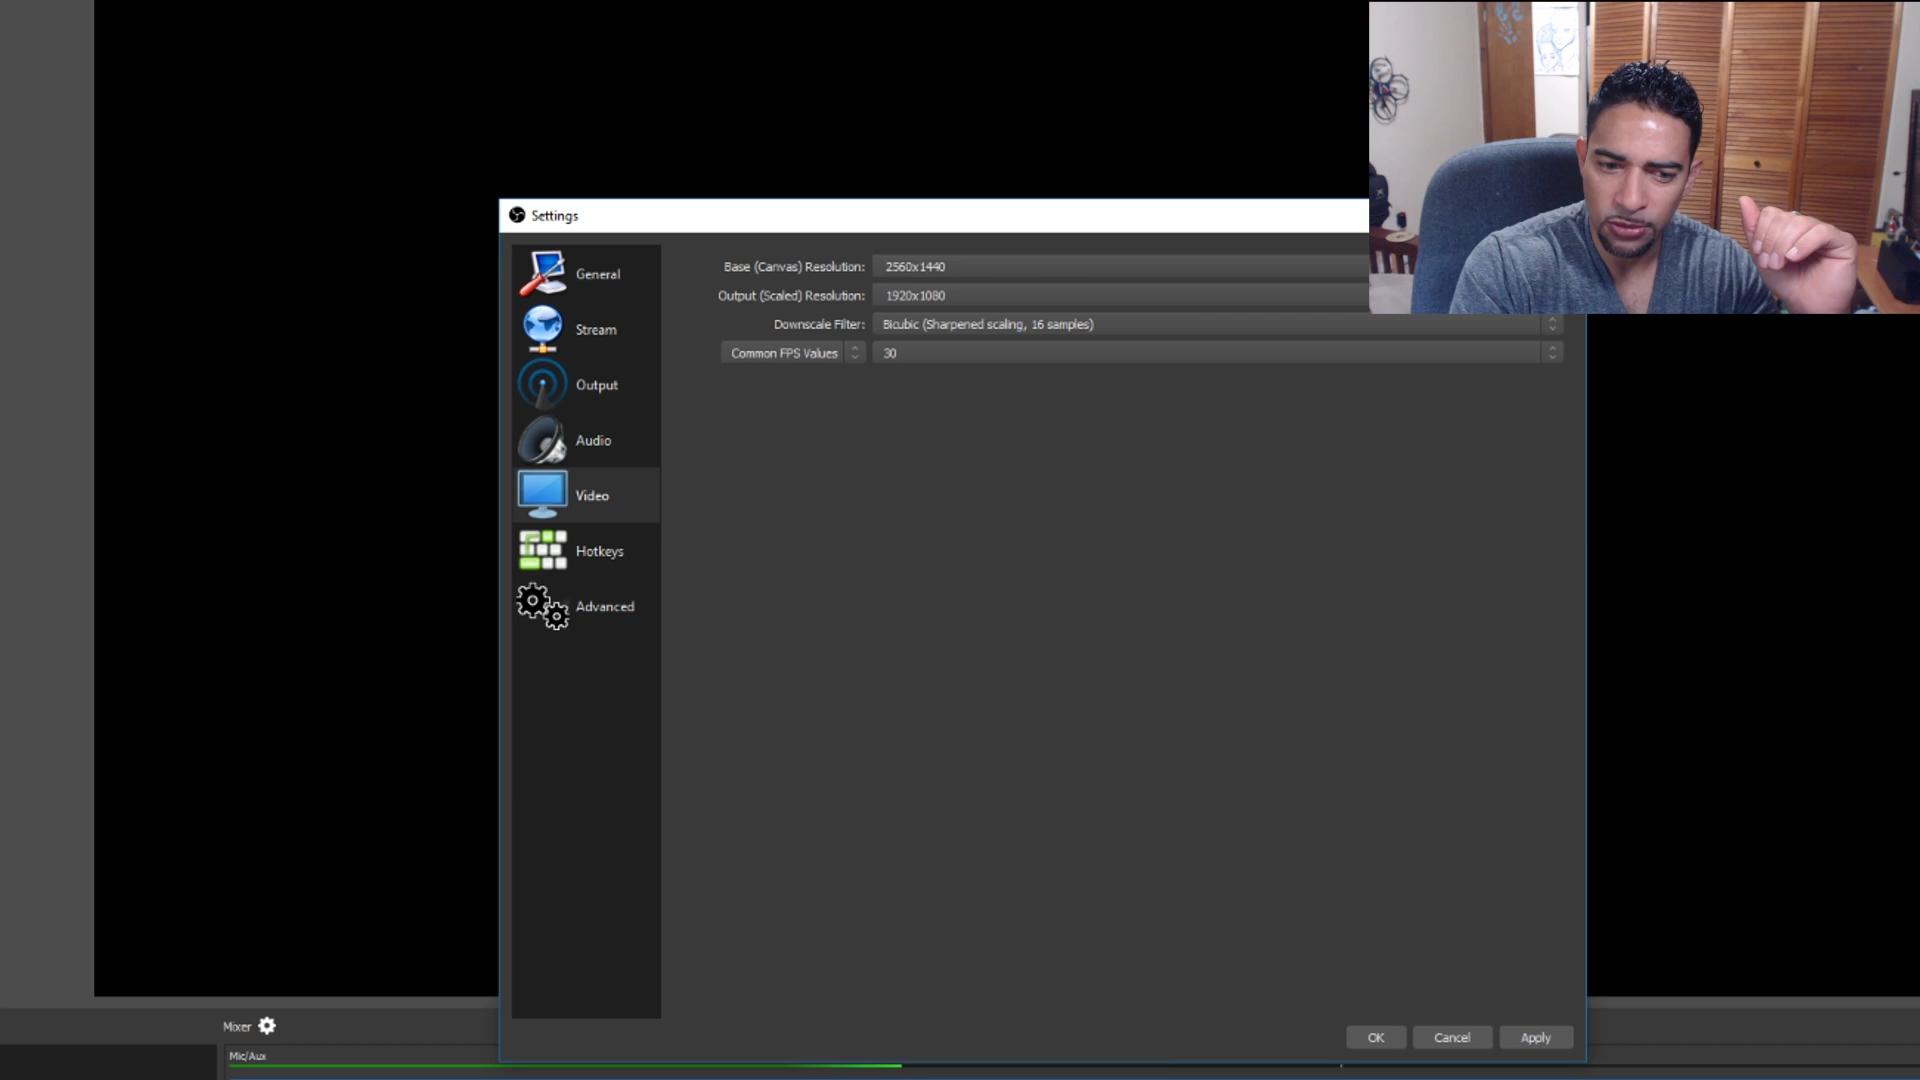 Settings
General
Stream
Output
Audio
Video
Hotkeys
Advanced
Base (Canvas) Resolution: 2560x1440
Output (Scaled) Resolution: 1920x1080
Downscale Filter: Bicubic (Sharpened scaling, 16 samples)
Common FPS Values 30
OK Cancel Apply
Mixer
Mic/Aux